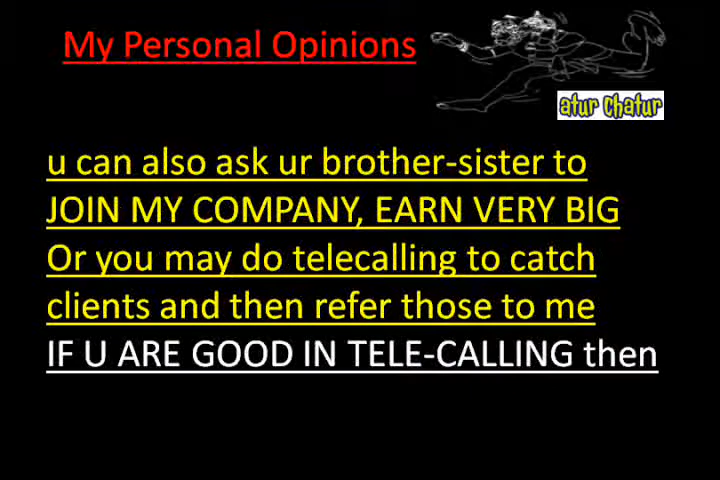 My Personal Opinions
atur chatur
u can also ask ur brother-sister to
JOIN MY COMPANY, EARN VERY BIG
Or you may do telecalling to catch
clients and then refer those to me
IF U ARE GOOD IN TELE-CALLING then